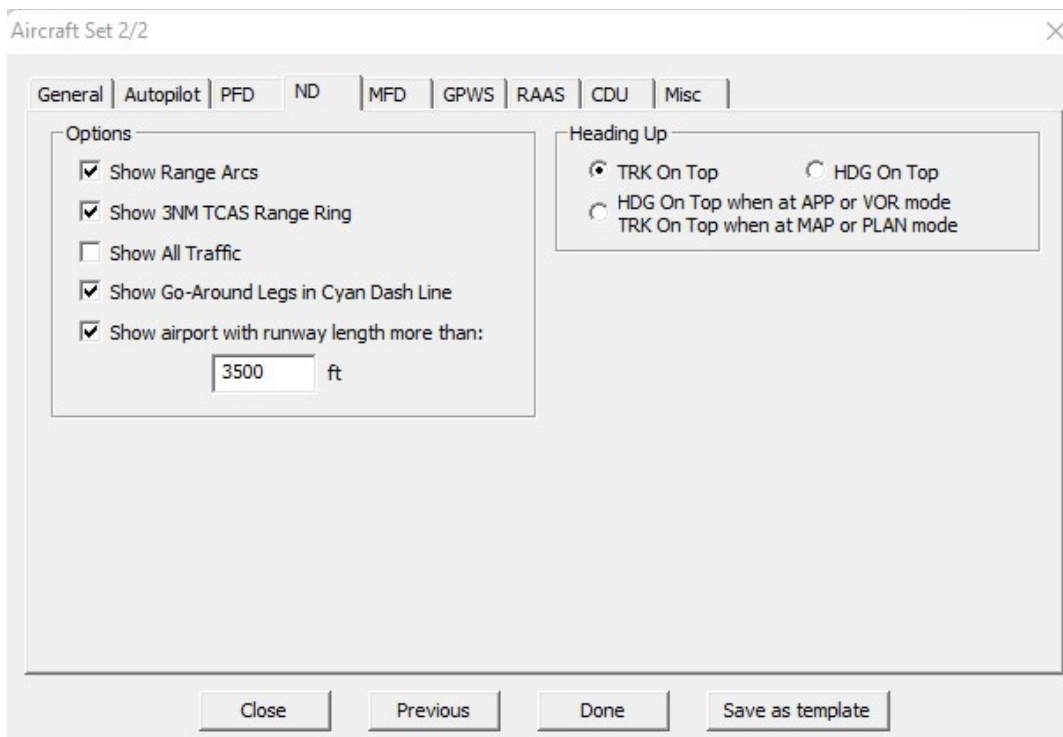 Aircraft Set 2/2
General Autopilot PFD ND MFD GPWS RAAS CDU Misc
Options
Show Range Arcs
Show 3NM TCAS Range Ring
Show All Traffic
Show Go-Around Legs in Cyan Dash Line
Show airport with runway length more than:
3500 ft
Heading Up
TRK On Top HDG On Top
HDG On Top when at APP or VOR mode
TRK On Top when at MAP or PLAN mode
Close Previous Done Save as template